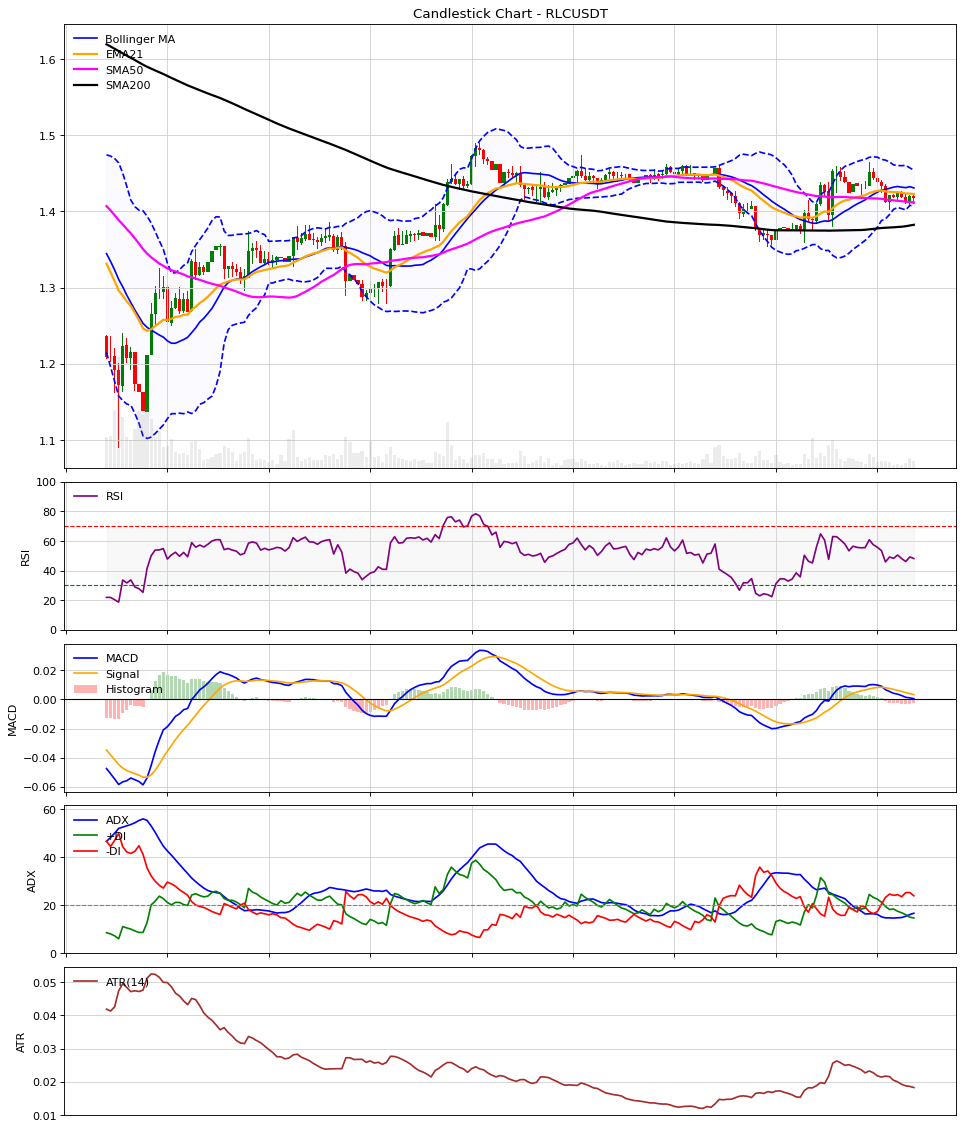 Candlestick Chart - RLCUSDT
Bollinger MA
EMA21
SMA50
SMA200
1.6
1.5
1.4
1.3
1.2
1.1
RSI
RSI
100
80
60
40
20
0
MACD
Signal
Histogram
MACD
0.02
0.00
−0.02
−0.04
−0.06
ADX
+DI
-DI
ADX
60
40
20
0
ATR(14)
ATR
0.05
0.04
0.03
0.02
0.01